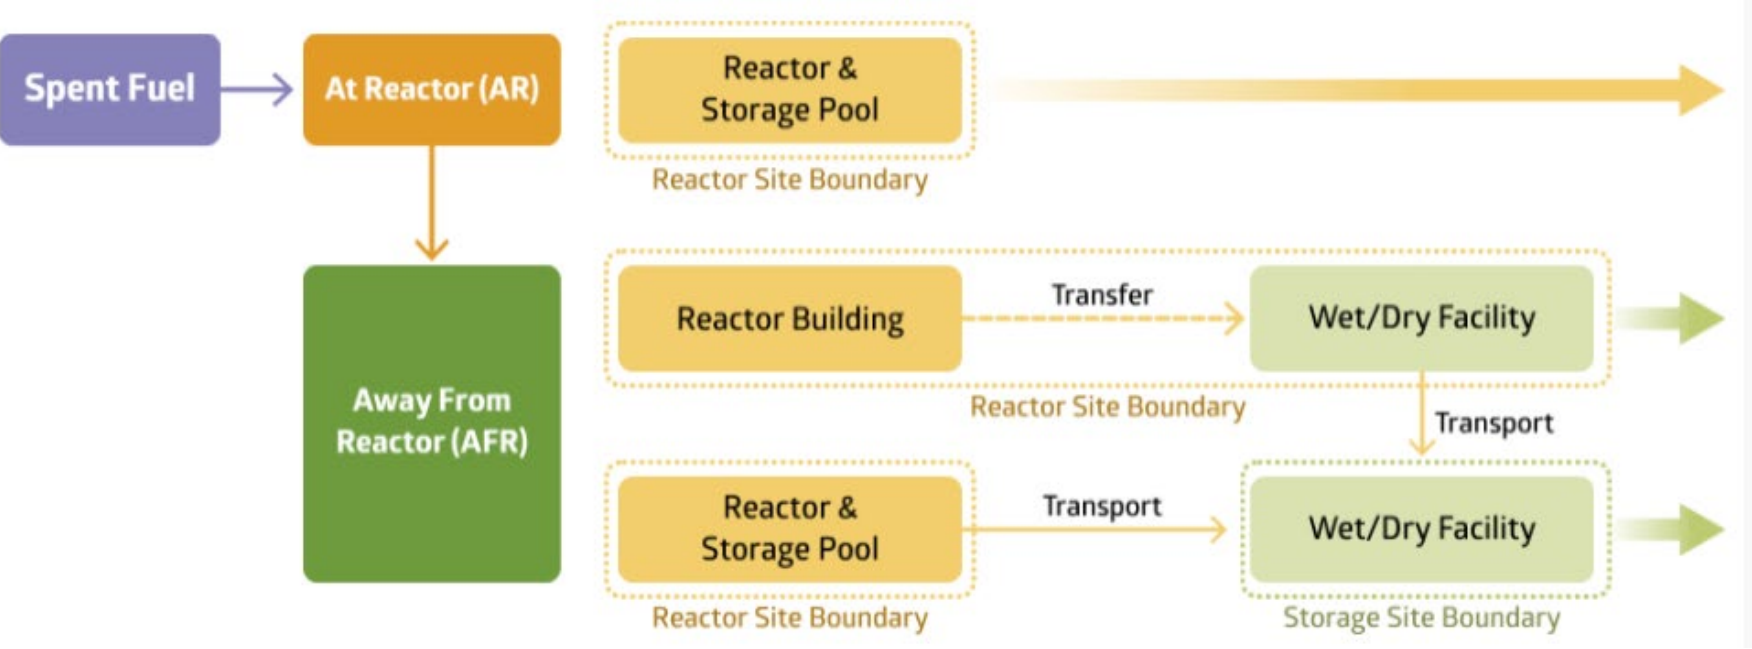 Spent Fuel
At Reactor (AR)
Reactor &
Storage Pool
Reactor Site Boundary
Away From
Reactor (AFR)
Reactor Building
Transfer
Wet/Dry Facility
Reactor Site Boundary
Transport
Reactor &
Storage Pool
Transport
Wet/Dry Facility
Reactor Site Boundary
Storage Site Boundary